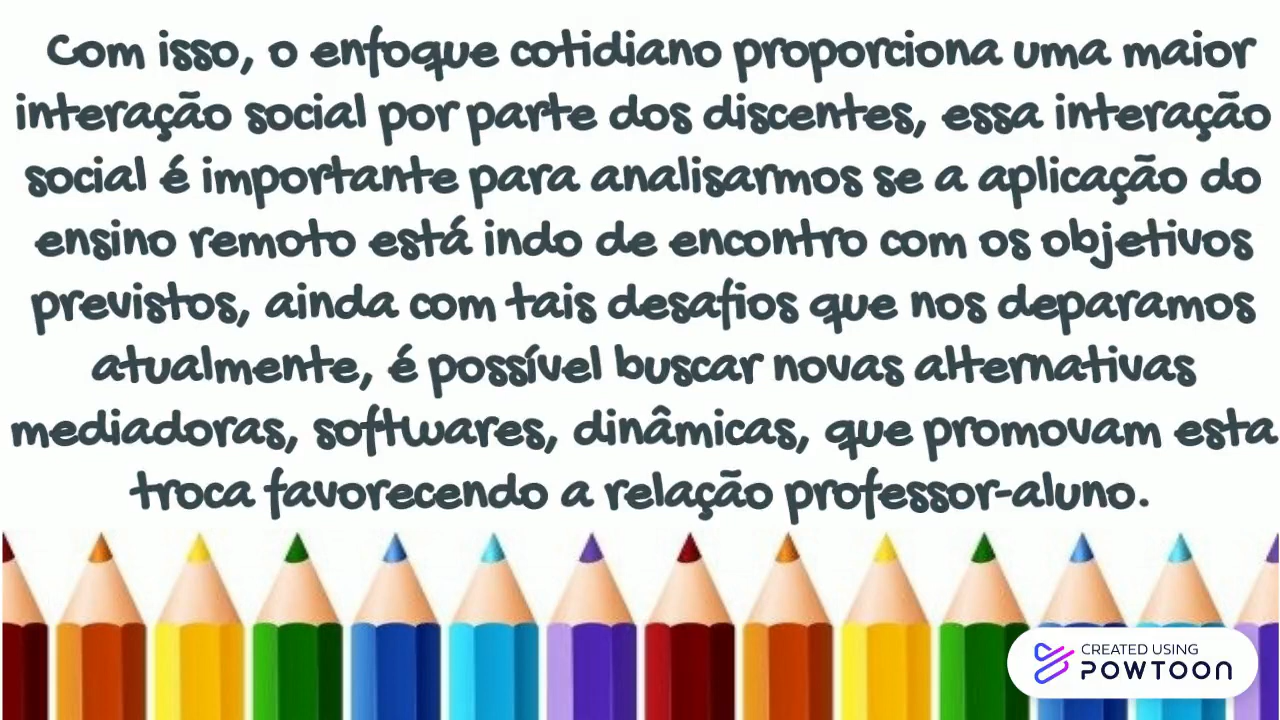 Com isso, o enfoque cotidiano proporciona uma maior
interação social por parte dos discentes, essa interação
social é importante para analisarmos se a aplicação do
ensino remoto está indo de encontro com os objetivos
previstos, ainda com tais desafios que nos deparamos
atualmente, é possível buscar novas alternativas
mediadoras, softwares, dinâmicas, que promovam esta
troca favorecendo a relação professor-aluno.
CREATED USING
POWTOON